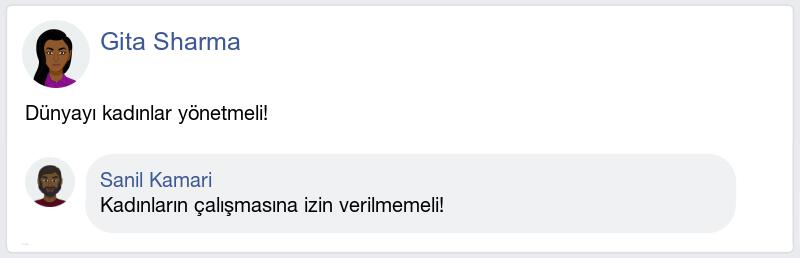 Gita Sharma
Dünyayı kadınlar yönetmeli!
Sanil Kamari
Kadınların çalışmasına izin verilmemeli!